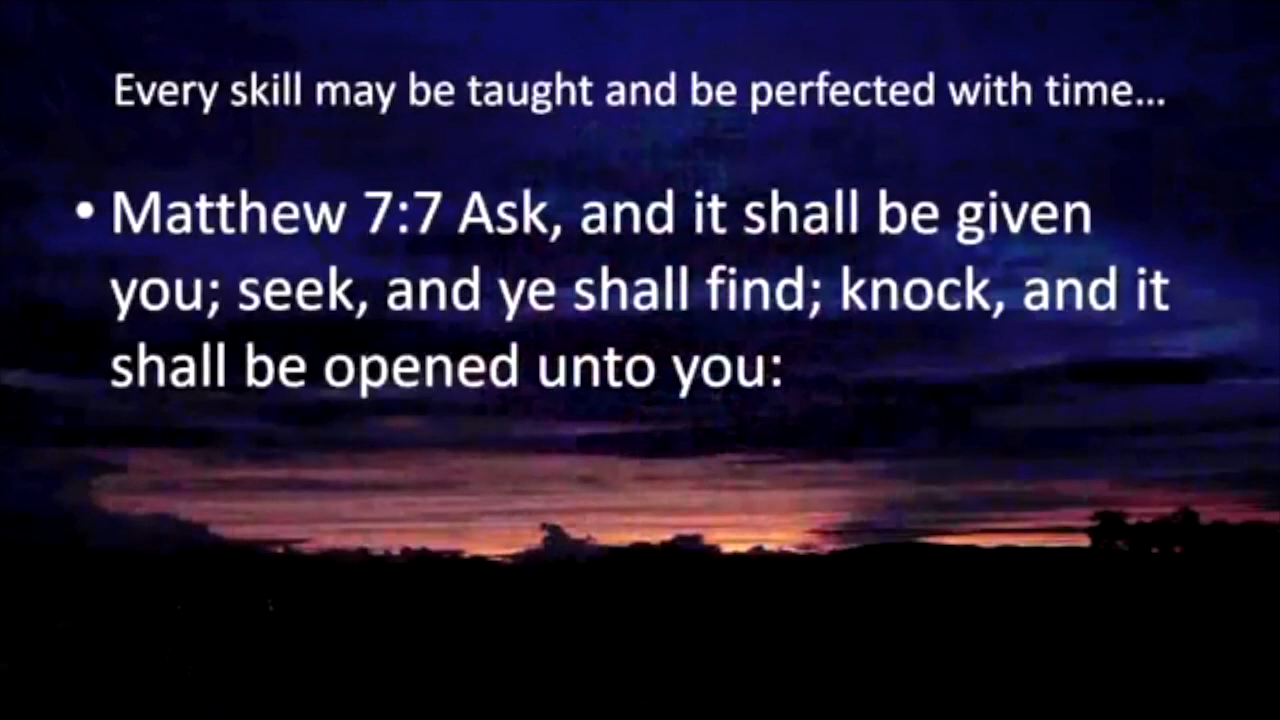 Every skill may be taught and be perfected with time...
• Matthew 7:7 Ask, and it shall be given
you; seek, and ye shall find; knock, and it
shall be opened unto you: